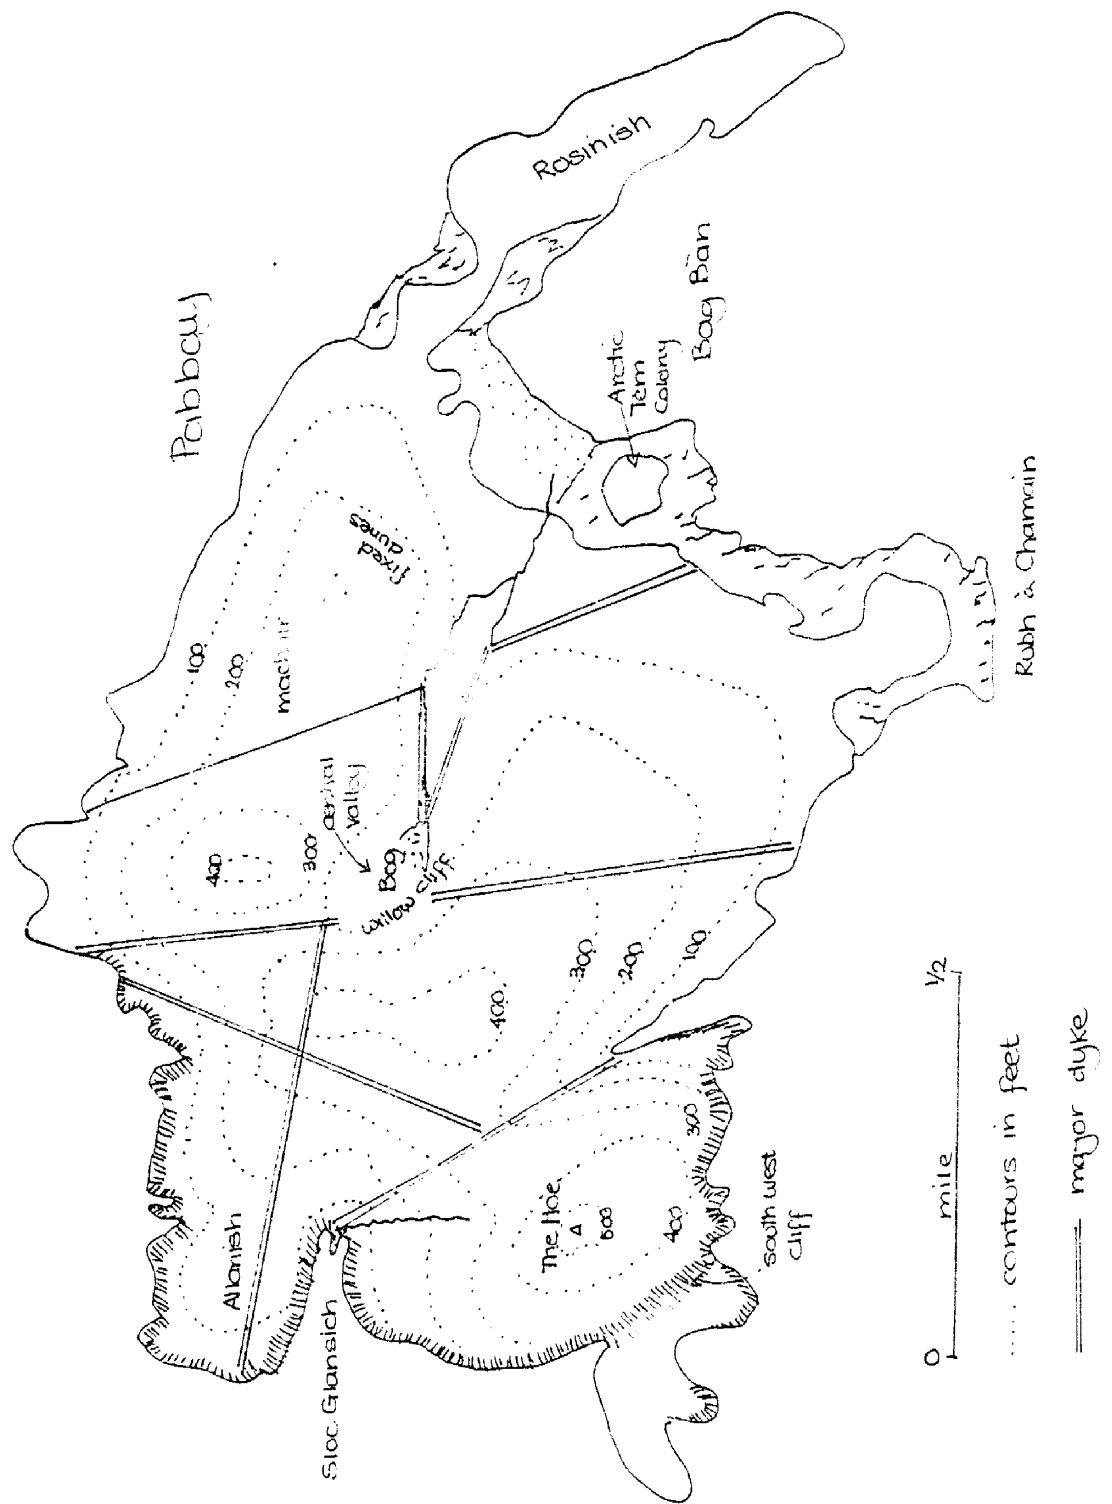 Pabbay
Rosinish
Bag Bàn
Arctic
Tern
Colony
Rubh à Chamain
fixed
dunes
machair
100
200
central
valley
300
400
Bog
willow cliff
400
300
200
100
Allanish
Sloc Glansich
The Hoe
500
400
300
south west
cliff
0
mile
1/2
contours in feet
major dyke